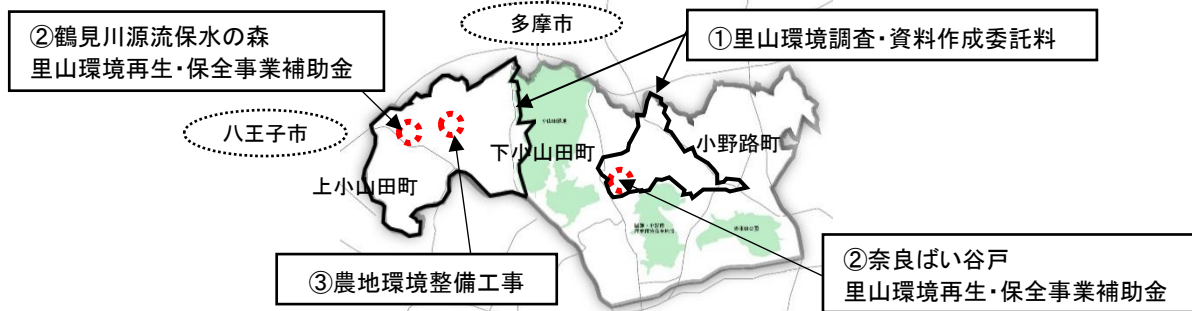 多摩市
②鶴見川源流保水の森
里山環境再生・保全事業補助金
①里山環境調査・資料作成委託料
八王子市
下小山田町
小野路町
上小山田町
③農地環境整備工事
②奈良ばい谷戸
里山環境再生・保全事業補助金